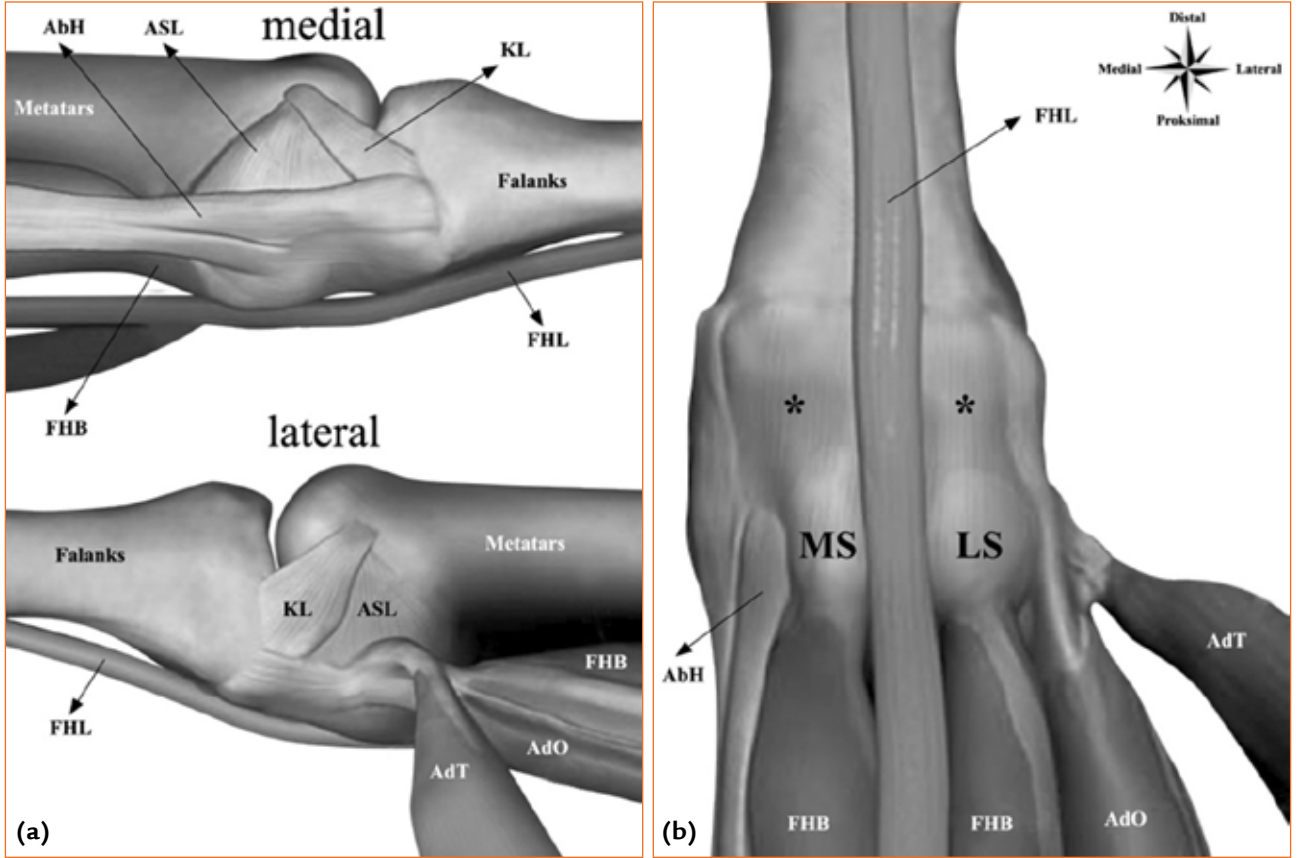 medial
AbH
ASL
KL
Metatars
Falanks
FHB
FHL
lateral
Falanks
Metatars
KL
ASL
FHB
FHL
AdO
AdT
(a)
Distal
Medial
Lateral
Proksimal
FHL
*
*
MS
LS
AbH
AdT
FHB
FHB
AdO
(b)